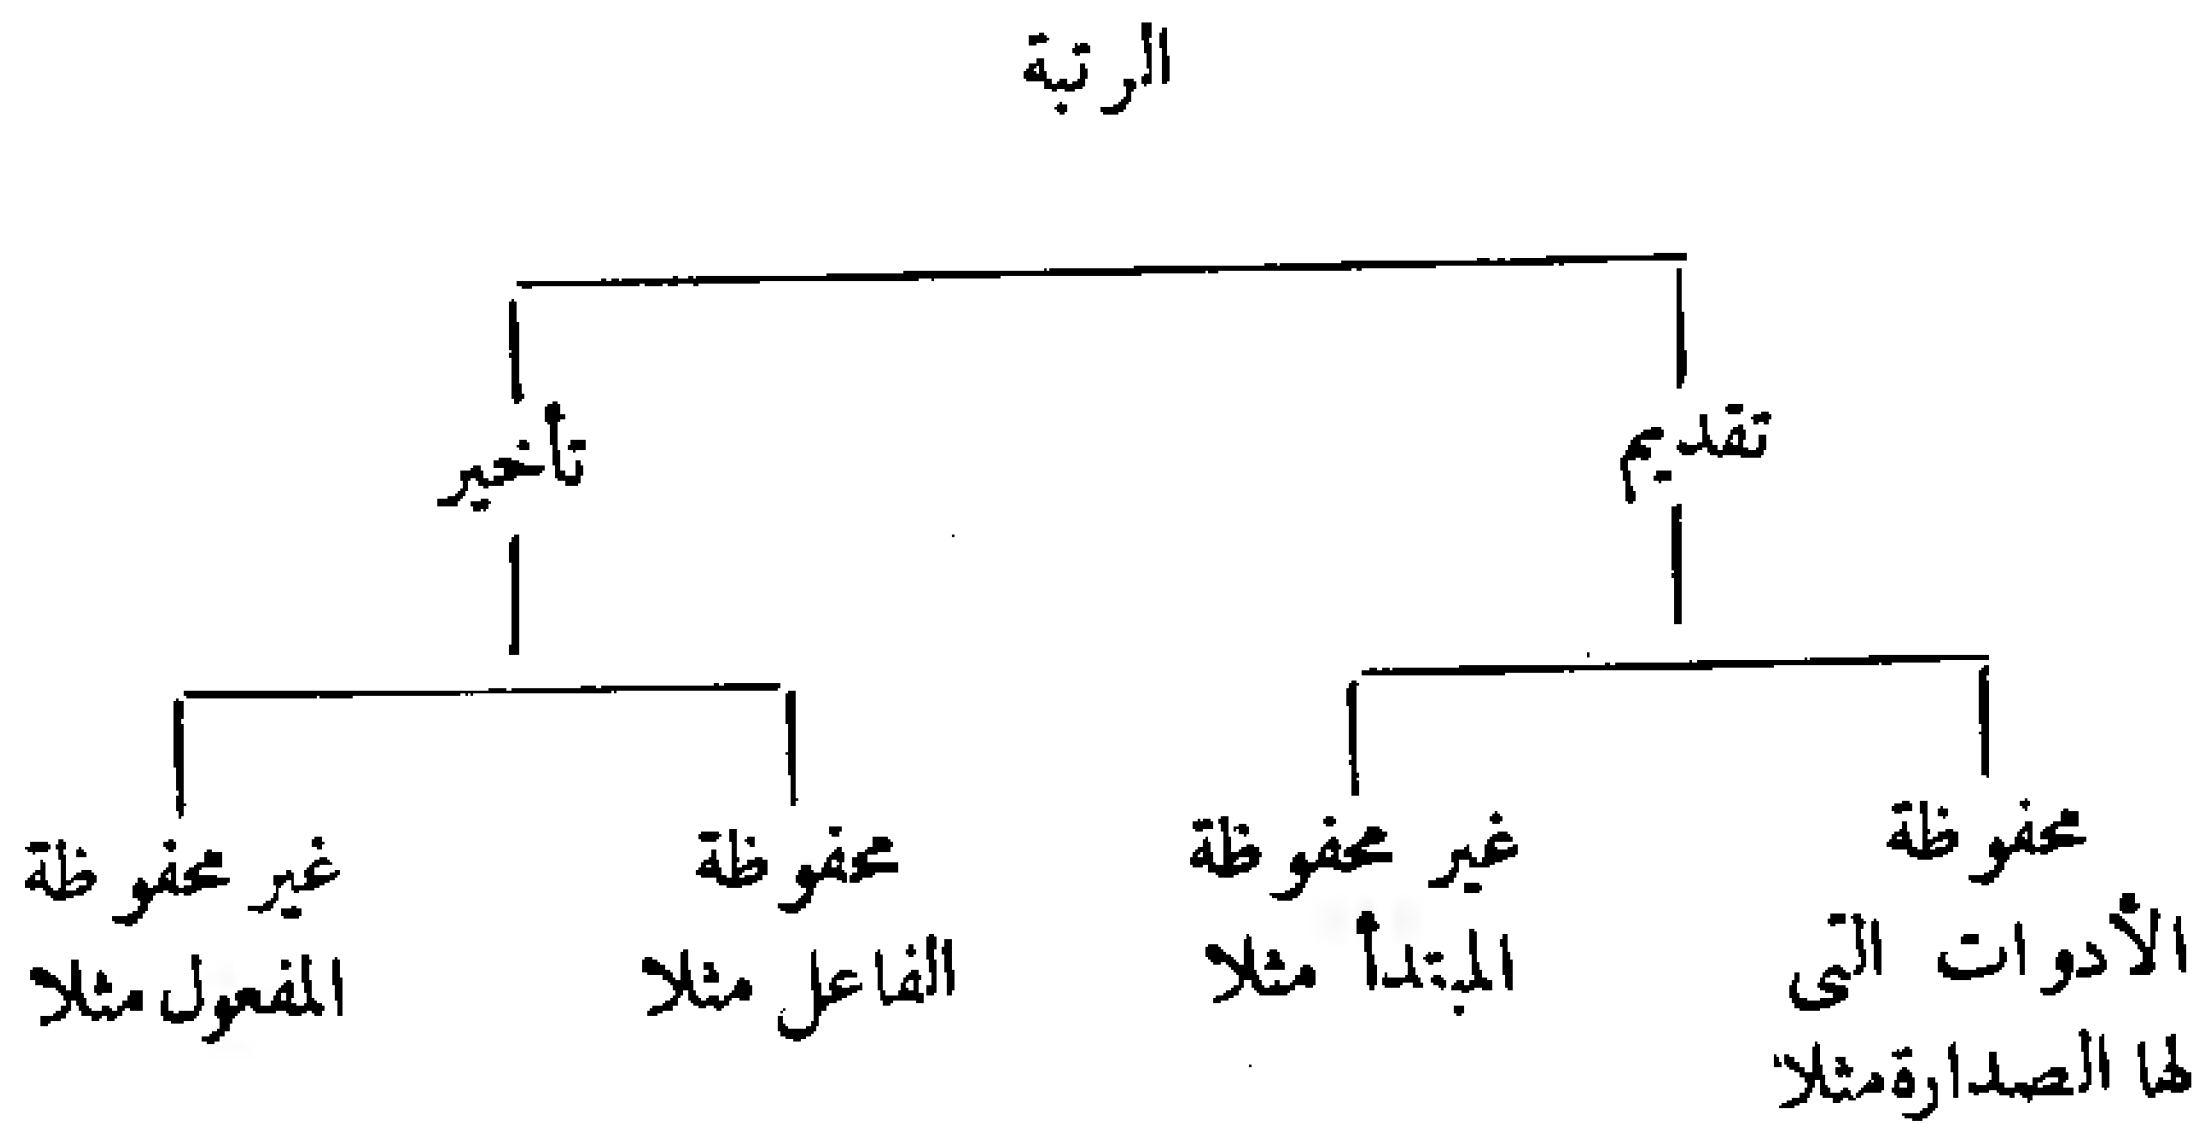 الرتبة
تقديم
تأخير
محفوظة
الأدوات التى
لها الصدارة مثلا
غير محفوظة
المبتدأ مثلا
محفوظة
الفاعل مثلا
غير محفوظة
المفعول مثلا